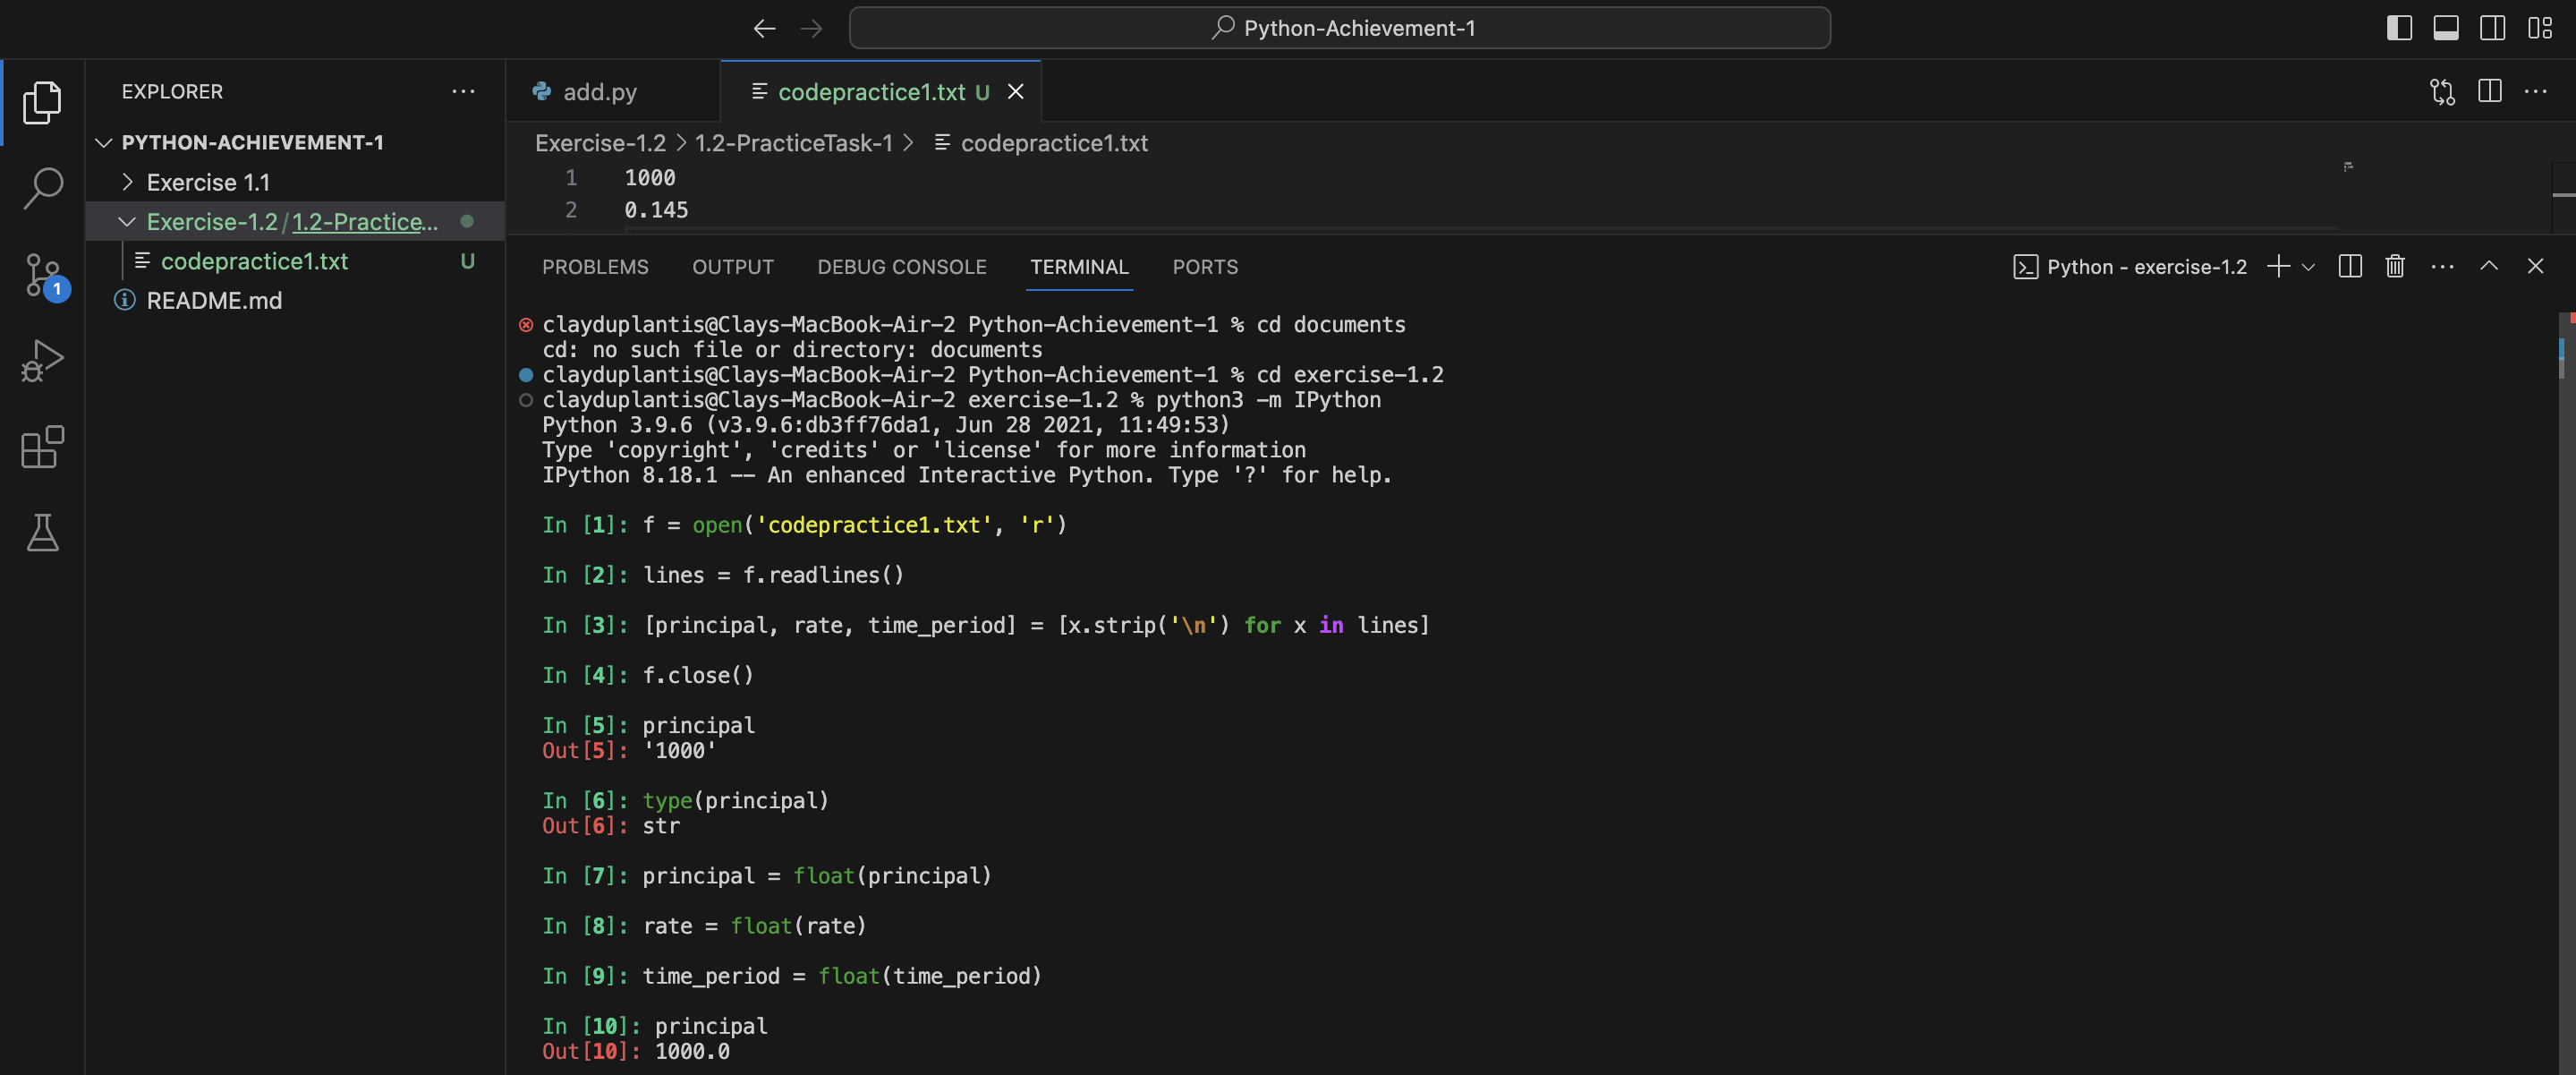 Python-Achievement-1
EXPLORER
PYTHON-ACHIEVEMENT-1
Exercise 1.1
Exercise-1.2/1.2-Practice...
codepractice1.txt U
README.md
1
add.py
codepractice1.txt U
Exercise-1.2 > 1.2-PracticeTask-1 > codepractice1.txt
1 1000
2 0.145
PROBLEMS OUTPUT DEBUG CONSOLE TERMINAL PORTS
Python - exercise-1.2
clayduplantis@Clays-MacBook-Air-2 Python-Achievement-1 % cd documents
cd: no such file or directory: documents
clayduplantis@Clays-MacBook-Air-2 Python-Achievement-1 % cd exercise-1.2
clayduplantis@Clays-MacBook-Air-2 exercise-1.2 % python3 -m IPython
Python 3.9.6 (v3.9.6:db3ff76da1, Jun 28 2021, 11:49:53)
Type 'copyright', 'credits' or 'license' for more information
IPython 8.18.1 -- An enhanced Interactive Python. Type '?' for help.
In [1]: f = open('codepractice1.txt', 'r')
In [2]: lines = f.readlines()
In [3]: [principal, rate, time_period] = [x.strip('\n') for x in lines]
In [4]: f.close()
In [5]: principal
Out[5]: '1000'
In [6]: type(principal)
Out[6]: str
In [7]: principal = float(principal)
In [8]: rate = float(rate)
In [9]: time_period = float(time_period)
In [10]: principal
Out[10]: 1000.0